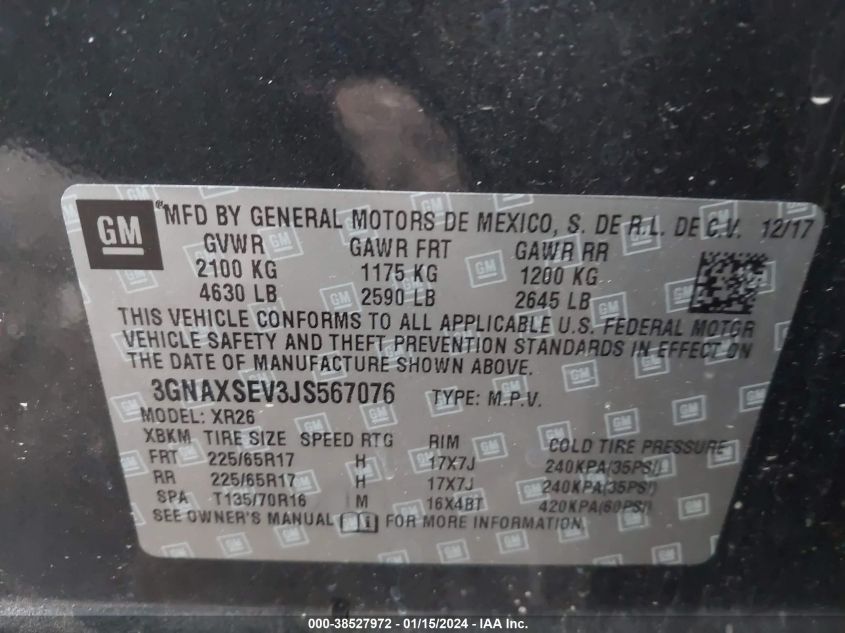 GM ® MFD BY GENERAL MOTORS DE MEXICO, S. DE R.L. DE C.V. 12/17
GVWR GAWR FRT GAWR RR
2100 KG 1175 KG 1200 KG
4630 LB 2590 LB 2645 LB
THIS VEHICLE CONFORMS TO ALL APPLICABLE U.S. FEDERAL MOTOR
VEHICLE SAFETY AND THEFT PREVENTION STANDARDS IN EFFECT ON
THE DATE OF MANUFACTURE SHOWN ABOVE.
3GNAXSEV3JS567076 TYPE: M.P.V.
MODEL: XR26
XBKM TIRE SIZE SPEED RTG RIM COLD TIRE PRESSURE
FRT 225/65R17 H 17X7J 240KPA(35PSI)
RR 225/65R17 H 17X7J 240KPA(35PSI)
SPA T135/70R16 M 16X4BT 420KPA(60PSI)
SEE OWNER'S MANUAL FOR MORE INFORMATION
000-38527972 - 01/15/2024 - IAA Inc.